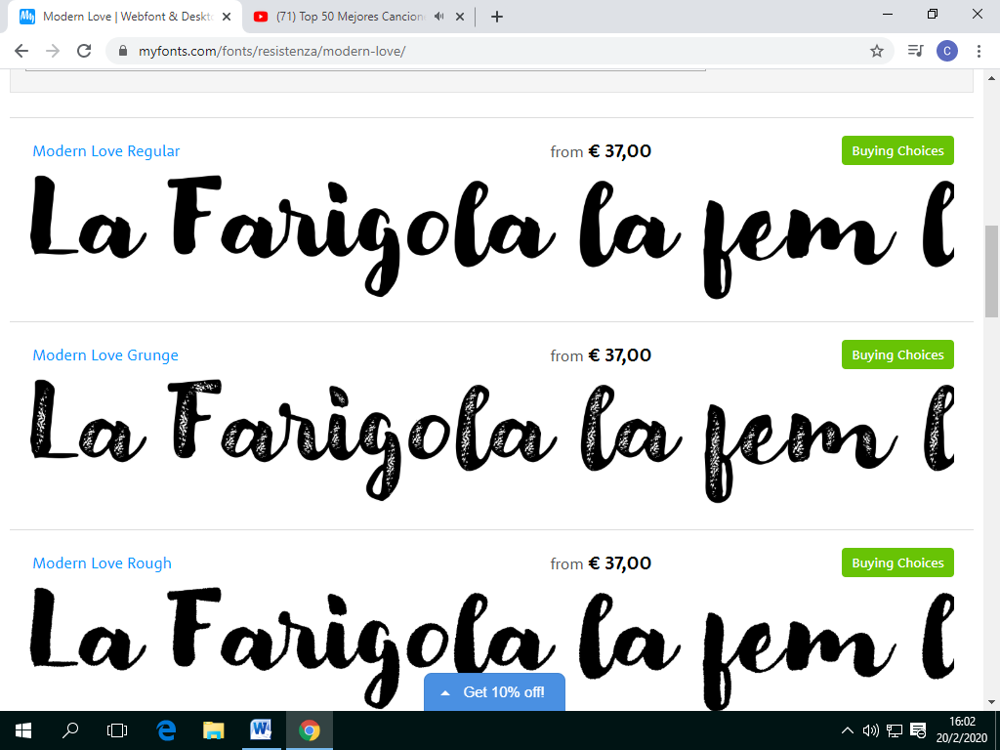 Modern Love | Webfont & Deskto
(71) Top 50 Mejores Cancione
myfonts.com/fonts/resistenza/modern-love/
C
Modern Love Regular from € 37,00 Buying Choices
La Farigola la fem l
Modern Love Grunge from € 37,00 Buying Choices
La Farigola la fem l
Modern Love Rough from € 37,00 Buying Choices
La Farigola la fem l
Get 10% off!
16:02
20/2/2020